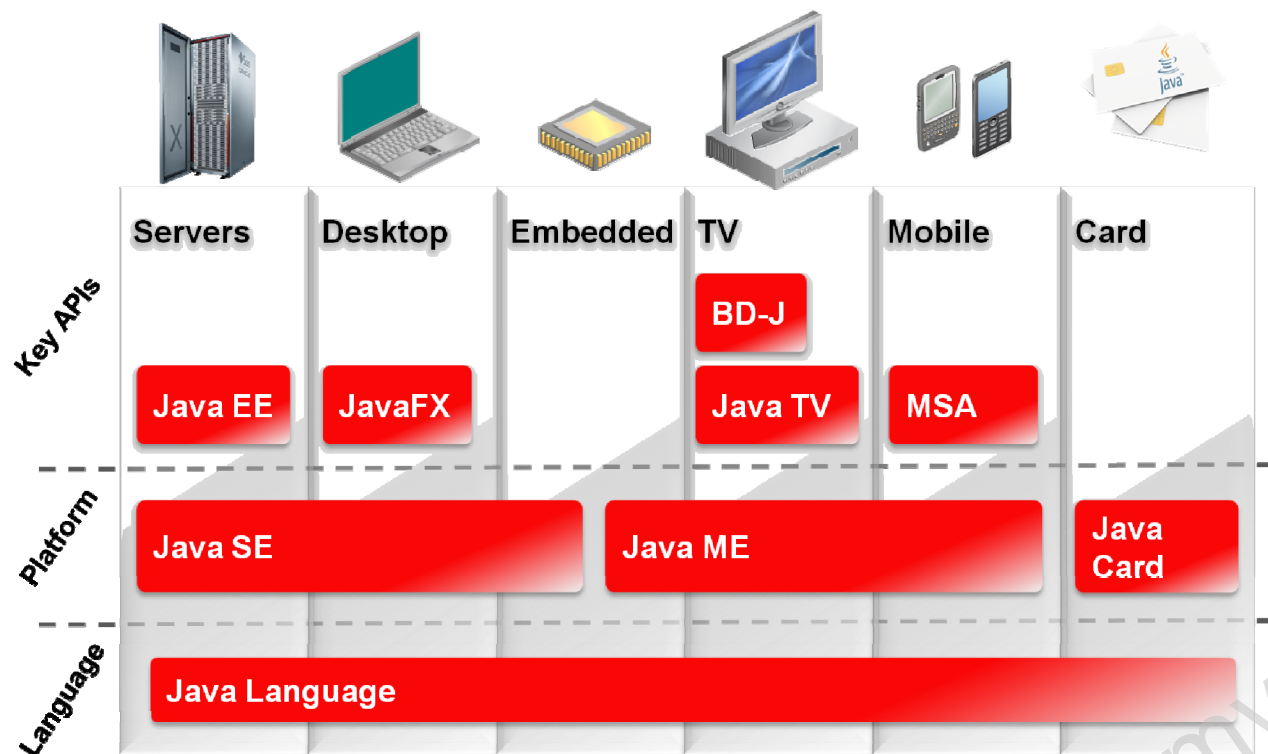 Java™
Servers
Desktop
Embedded
TV
Mobile
Card
Key APIs
BD-J
Java EE
JavaFX
Java TV
MSA
Platform
Java SE
Java ME
Java
Card
Language
Java Language